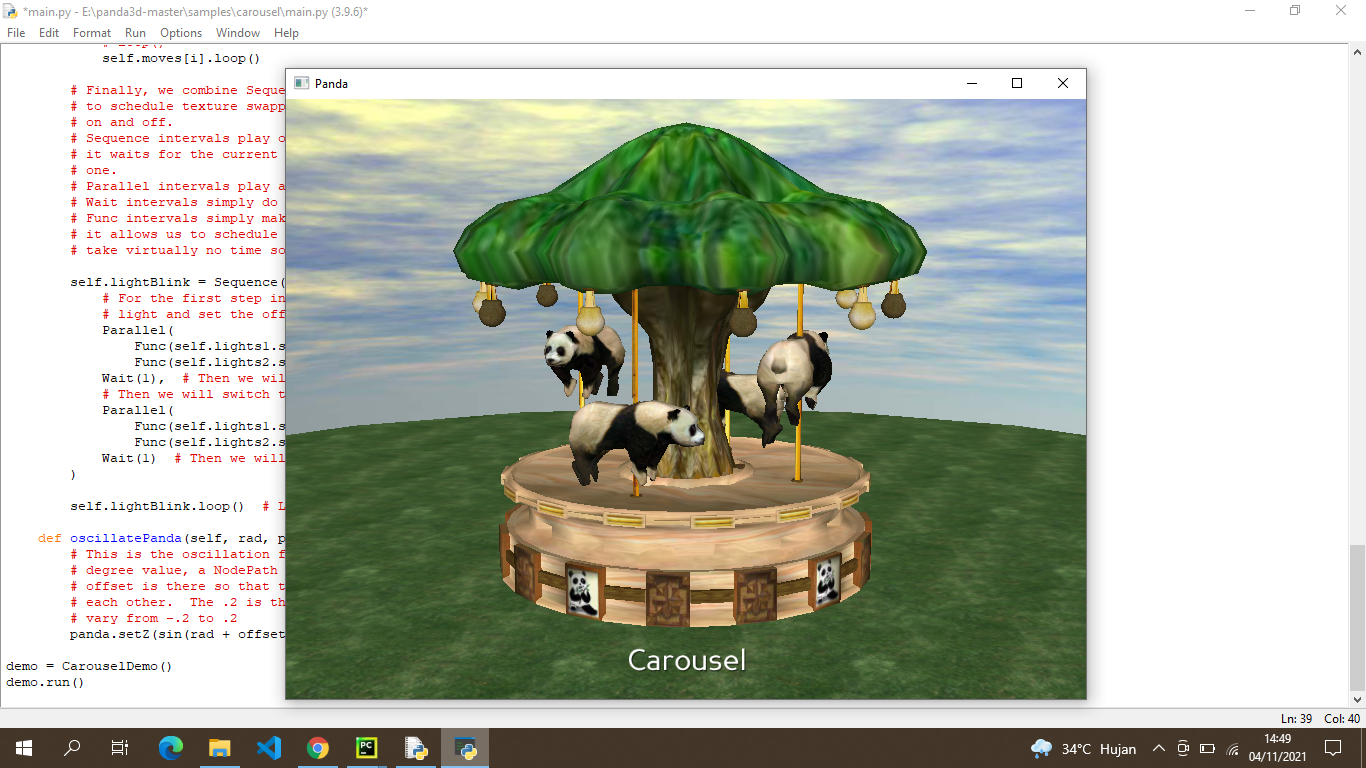 *main.py - E:\panda3d-master\samples\carousel\main.py (3.9.6)*
File Edit Format Run Options Window Help
self.moves[i].loop()
# Finally, we combine Seque
# to schedule texture swapp
# on and off.
# Sequence intervals play o
# it waits for the current
# one.
# Parallel intervals play a
# Wait intervals simply do
# Func intervals simply mak
# it allows us to schedule
# take virtually no time so
self.lightBlink = Sequence(
# For the first step in
# light and set the off
Parallel(
Func(self.lights1.s
Func(self.lights2.s
Wait(1),  # Then we wil
# Then we will switch t
Parallel(
Func(self.lights1.s
Func(self.lights2.s
Wait(1)  # Then we will
)
self.lightBlink.loop()  # L
def oscillatePanda(self, rad, p
# This is the oscillation f
# degree value, a NodePath
# offset is there so that t
# each other.  The .2 is th
# vary from -.2 to .2
panda.setZ(sin(rad + offset
demo = CarouselDemo()
demo.run()
Panda
Carousel
Ln: 39 Col: 40
PC
34°C Hujan
14:49
04/11/2021